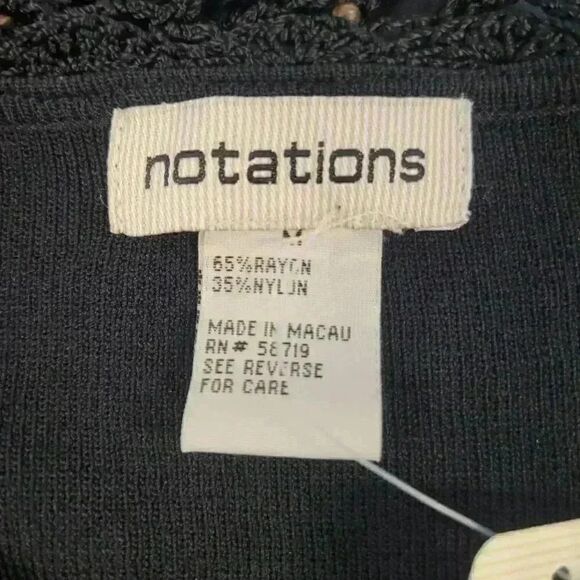 notations
M
65%RAYON
35%NYLON
MADE IN MACAU
RN# 58719
SEE REVERSE
FOR CARE